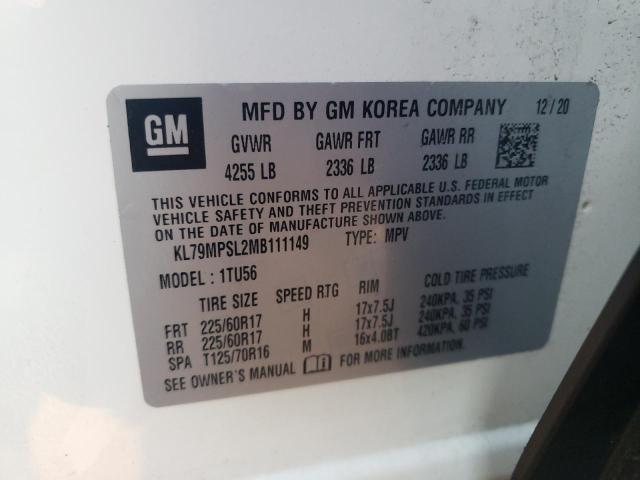 GM
MFD BY GM KOREA COMPANY 12/20
GVWR GAWR FRT GAWR RR
4255 LB 2336 LB 2336 LB
THIS VEHICLE CONFORMS TO ALL APPLICABLE U.S. FEDERAL MOTOR
VEHICLE SAFETY AND THEFT PREVENTION STANDARDS IN EFFECT
ON THE DATE OF MANUFACTURE SHOWN ABOVE.
KL79MPSL2MB111149 TYPE: MPV
MODEL : 1TU56
TIRE SIZE SPEED RTG RIM COLD TIRE PRESSURE
FRT 225/60R17 H 17x7.5J 240KPA, 35 PSI
RR 225/60R17 H 17x7.5J 240KPA, 35 PSI
SPA T125/70R16 M 16x4.0BT 420KPA, 60 PSI
SEE OWNER'S MANUAL FOR MORE INFORMATION